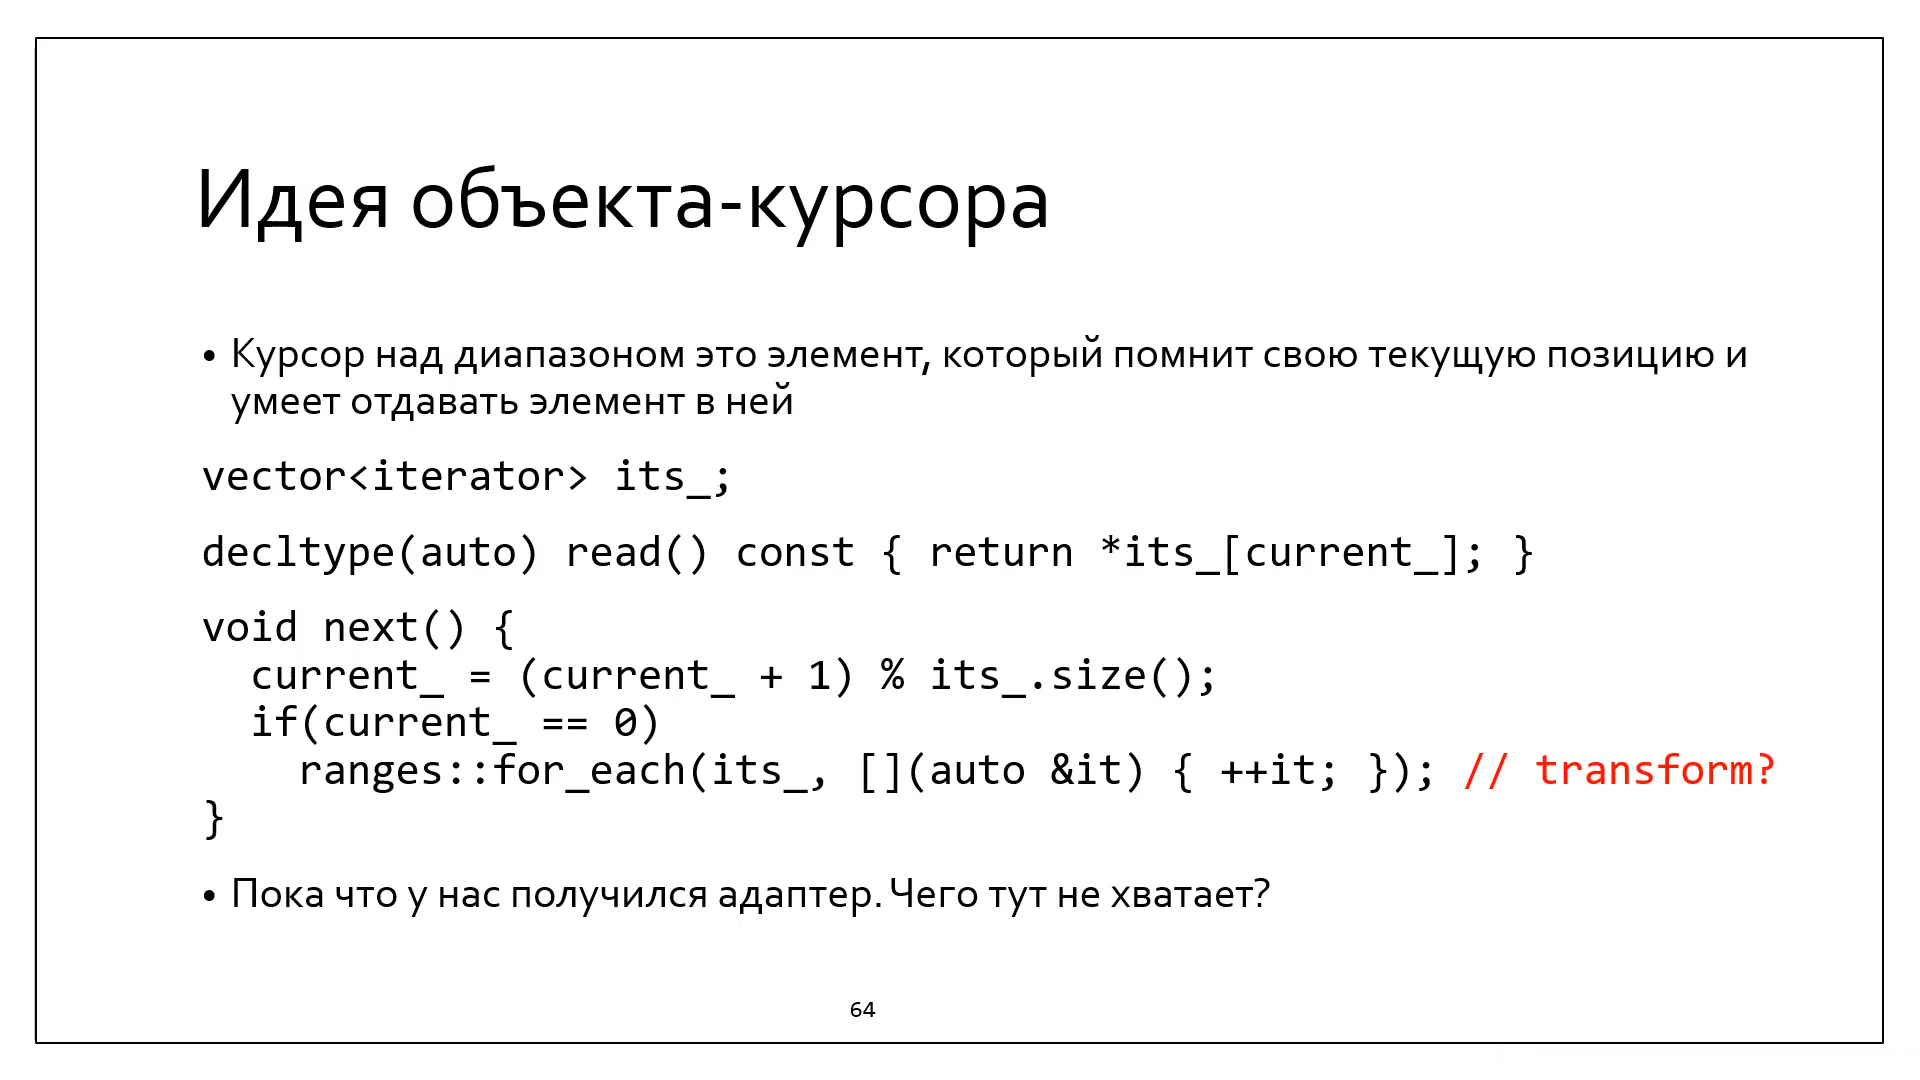 Идея объекта-курсора
• Курсор над диапазоном это элемент, который помнит свою текущую позицию и
умеет отдавать элемент в ней
vector<iterator> its_;
decltype(auto) read() const { return *its_[current_]; }
void next() {
  current_ = (current_ + 1) % its_.size();
  if(current_ == 0)
    ranges::for_each(its_, [](auto &it) { ++it; }); // transform?
}
• Пока что у нас получился адаптер. Чего тут не хватает?
64